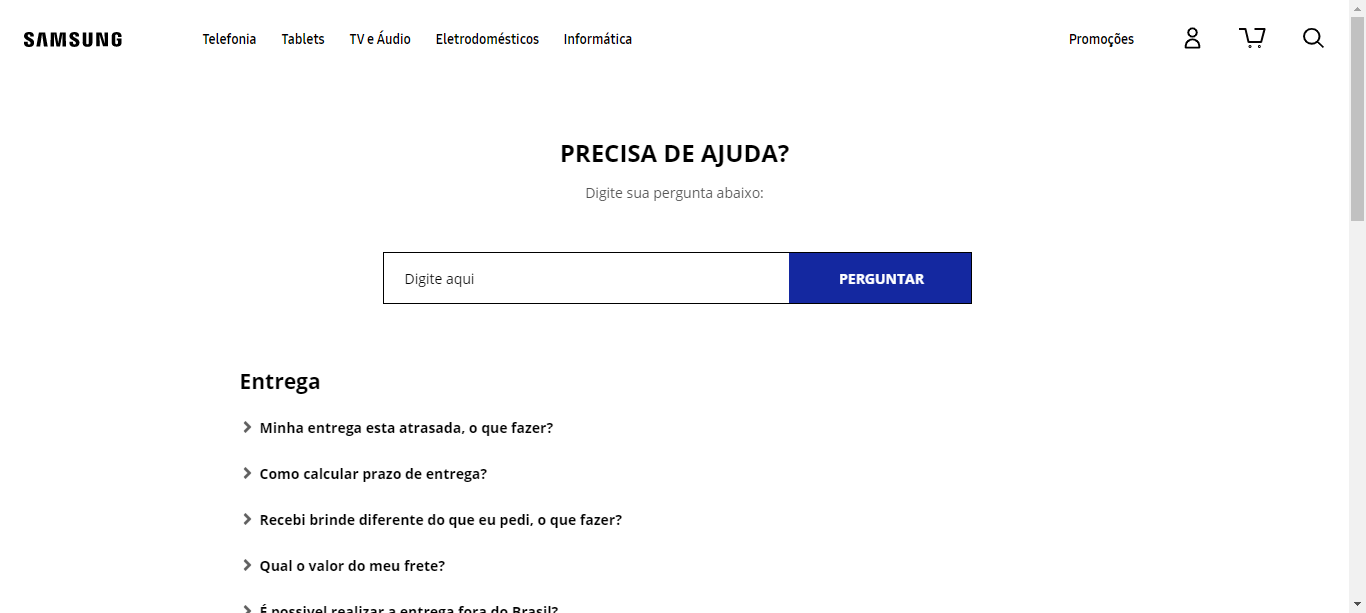 SAMSUNG Telefonia Tablets TV e Áudio Eletrodomésticos Informática Promoções
PRECISA DE AJUDA?
Digite sua pergunta abaixo:
Digite aqui PERGUNTAR
Entrega
Minha entrega esta atrasada, o que fazer?
Como calcular prazo de entrega?
Recebi brinde diferente do que eu pedi, o que fazer?
Qual o valor do meu frete?
É possivel realizar a entrega fora do Brasil?